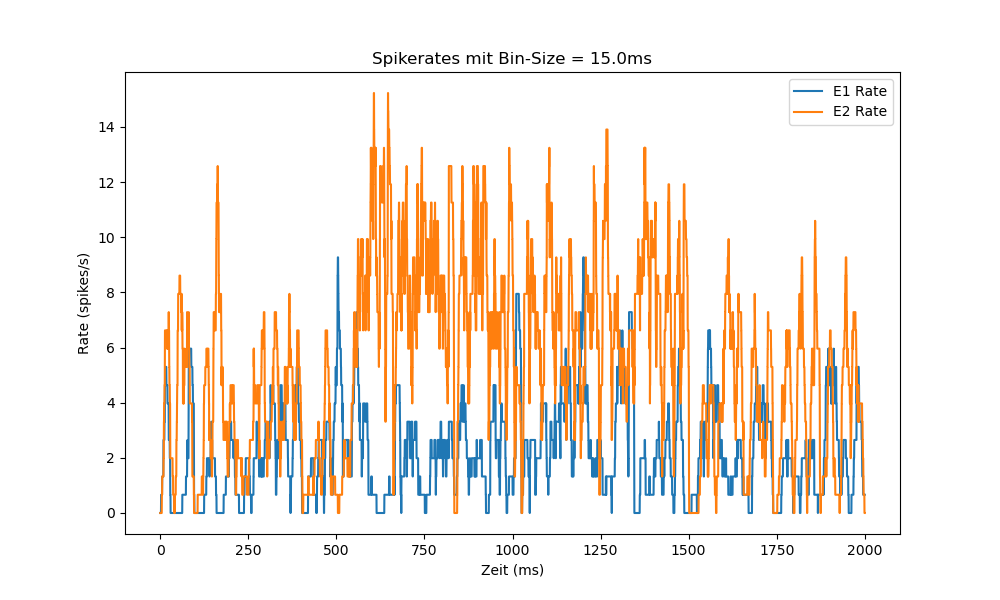 Spikerates mit Bin-Size = 15.0ms
E1 Rate
E2 Rate
Rate (spikes/s)
14
12
10
8
6
4
2
0
0 250 500 750 1000 1250 1500 1750 2000
Zeit (ms)